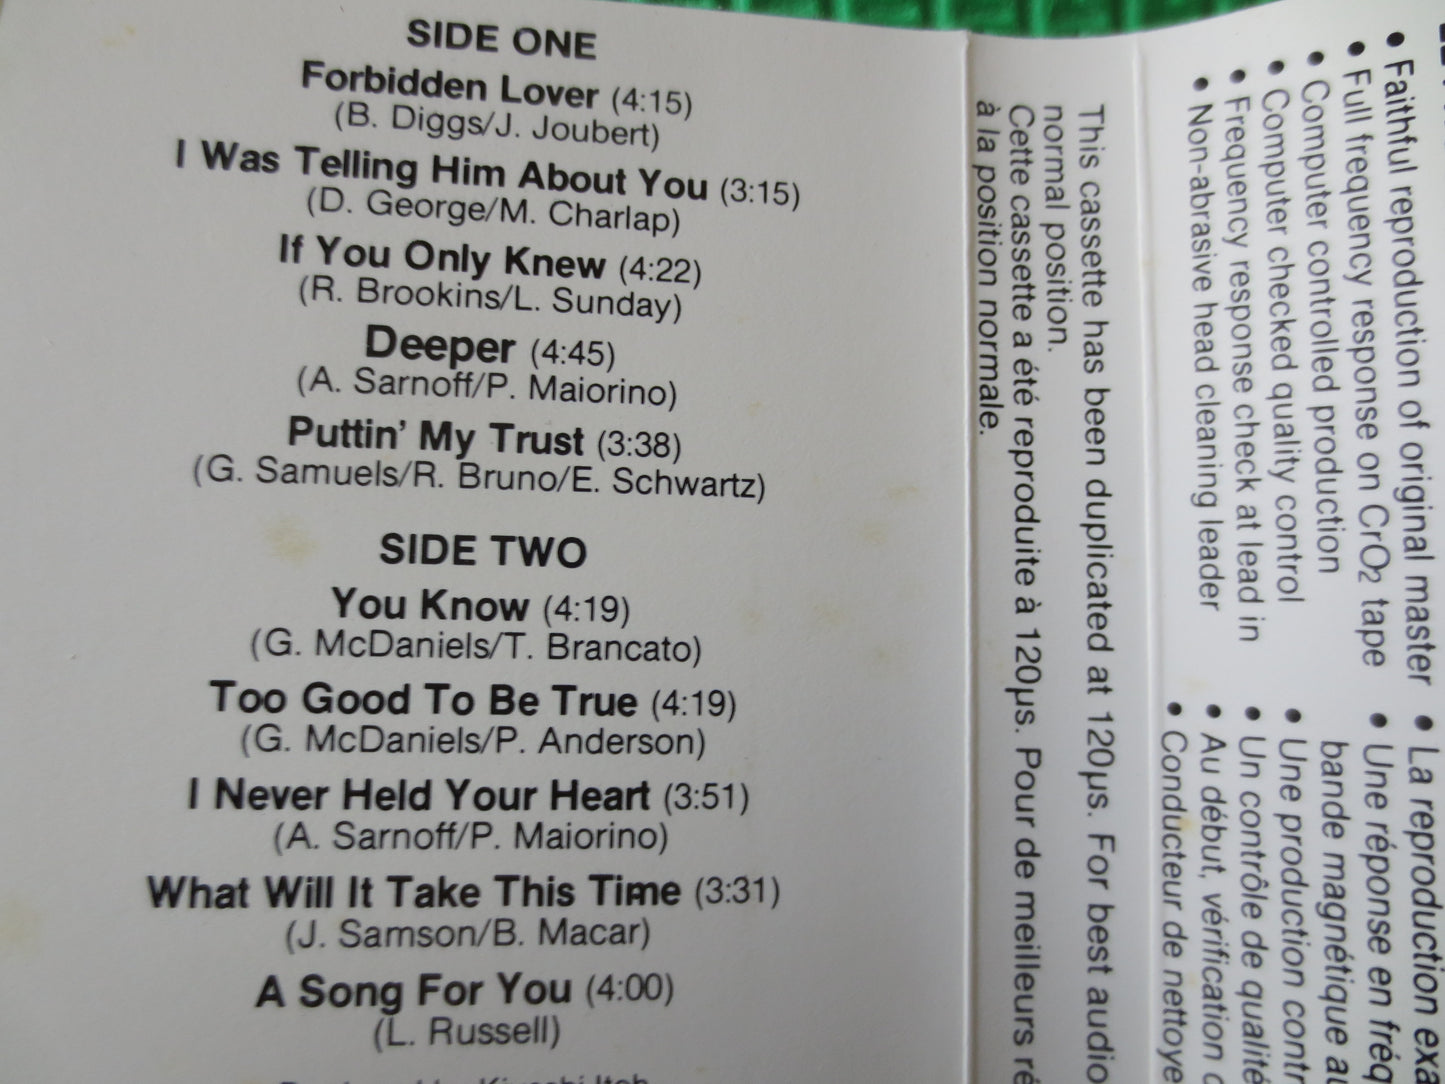 SIDE ONE
Forbidden Lover (4:15)
(B. Diggs/J. Joubert)
I Was Telling Him About You (3:15)
(D. George/M. Charlap)
If You Only Knew (4:22)
(R. Brookins/L. Sunday)
Deeper (4:45)
(A. Sarnoff/P. Maiorino)
Puttin' My Trust (3:38)
(G. Samuels/R. Bruno/E. Schwartz)
SIDE TWO
You Know (4:19)
(G. McDaniels/T. Brancato)
Too Good To Be True (4:19)
(G. McDaniels/P. Anderson)
I Never Held Your Heart (3:51)
(A. Sarnoff/P. Maiorino)
What Will It Take This Time (3:31)
(J. Samson/B. Macar)
A Song For You (4:00)
(L. Russell)
This cassette has been duplicated at 120µs. For best audio
normal position.
Cette cassette a été reproduite à 120µs. Pour de meilleurs
à la position normale.
• Faithful reproduction of original master
• Full frequency response on CrO2 tape
• Computer controlled production
• Computer checked quality control
• Frequency response check at lead in
• Non-abrasive head cleaning leader
• La reproduction
• Une réponse en
bande magnétique
• Une production
• Un contrôle de qualité
• Au début, vérification
• Conducteur de